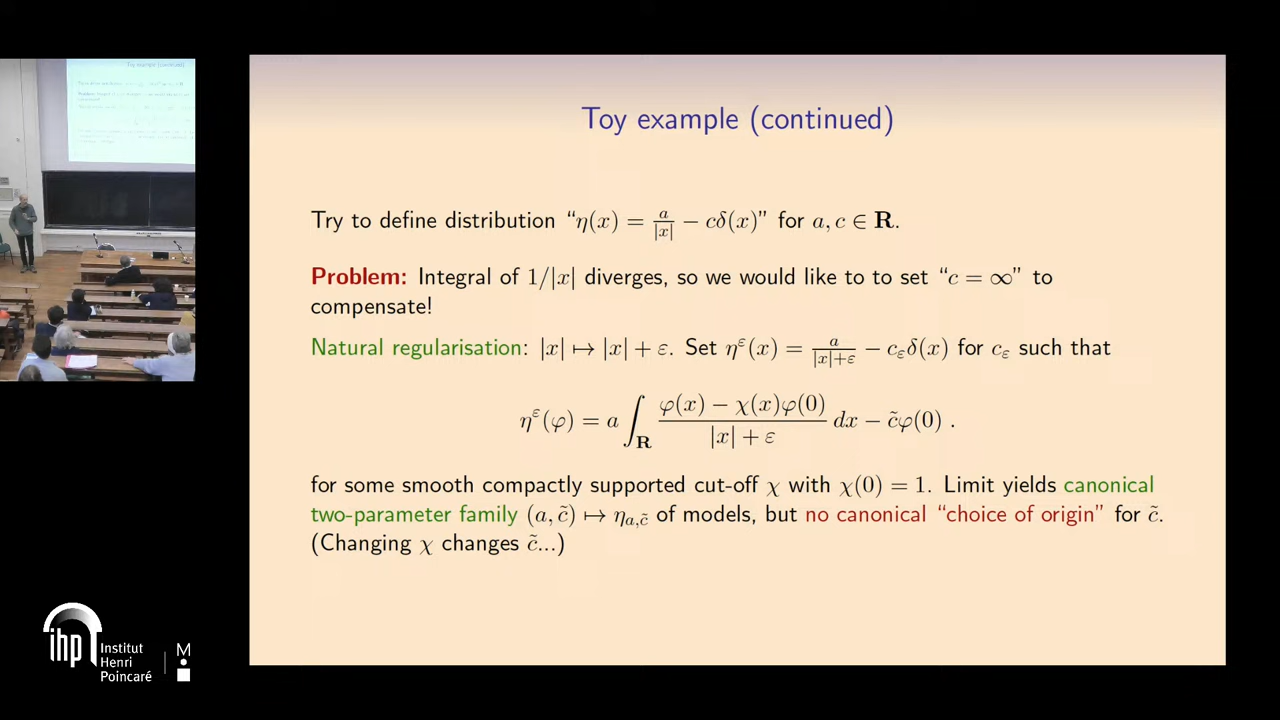 Toy example (continued)
Try to define distribution “η(x) = a/|x| − cδ(x)” for a, c ∈ R.
Problem: Integral of 1/|x| diverges, so we would like to to set “c = ∞” to
compensate!
Natural regularisation: |x| ↦ |x| + ε. Set η^ε(x) = a/(|x|+ε) − c_ε δ(x) for c_ε such that
η^ε(φ) = a ∫_R (φ(x) − χ(x)φ(0))/(|x| + ε) dx − c̃φ(0) .
for some smooth compactly supported cut-off χ with χ(0) = 1. Limit yields canonical
two-parameter family (a, c̃) ↦ η_{a,c̃} of models, but no canonical “choice of origin” for c̃.
(Changing χ changes c̃...)
ihp
Institut
Henri
Poincaré
M